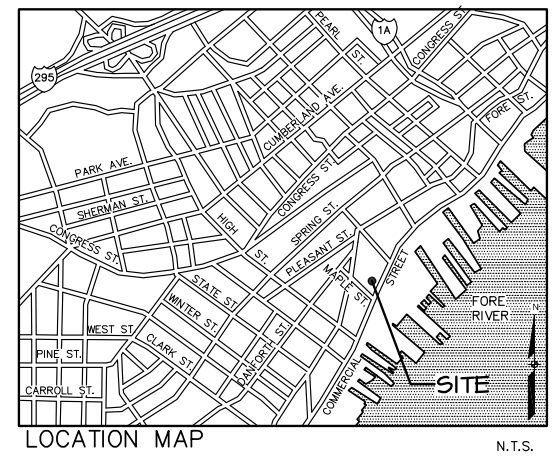 295
1A
PEARL
ST.
CONGRESS ST.
CUMBERLAND AVE.
FORE ST.
PARK AVE.
SHERMAN ST.
CONGRESS ST.
HIGH
ST.
CONGRESS ST.
SPRING ST.
PLEASANT ST.
MAPLE ST.
STATE ST.
WINTER ST.
CLARK ST.
DANFORTH ST.
COMMERCIAL
STREET
WEST ST.
PINE ST.
CARROLL ST.
FORE
RIVER
N
SITE
LOCATION MAP
N.T.S.